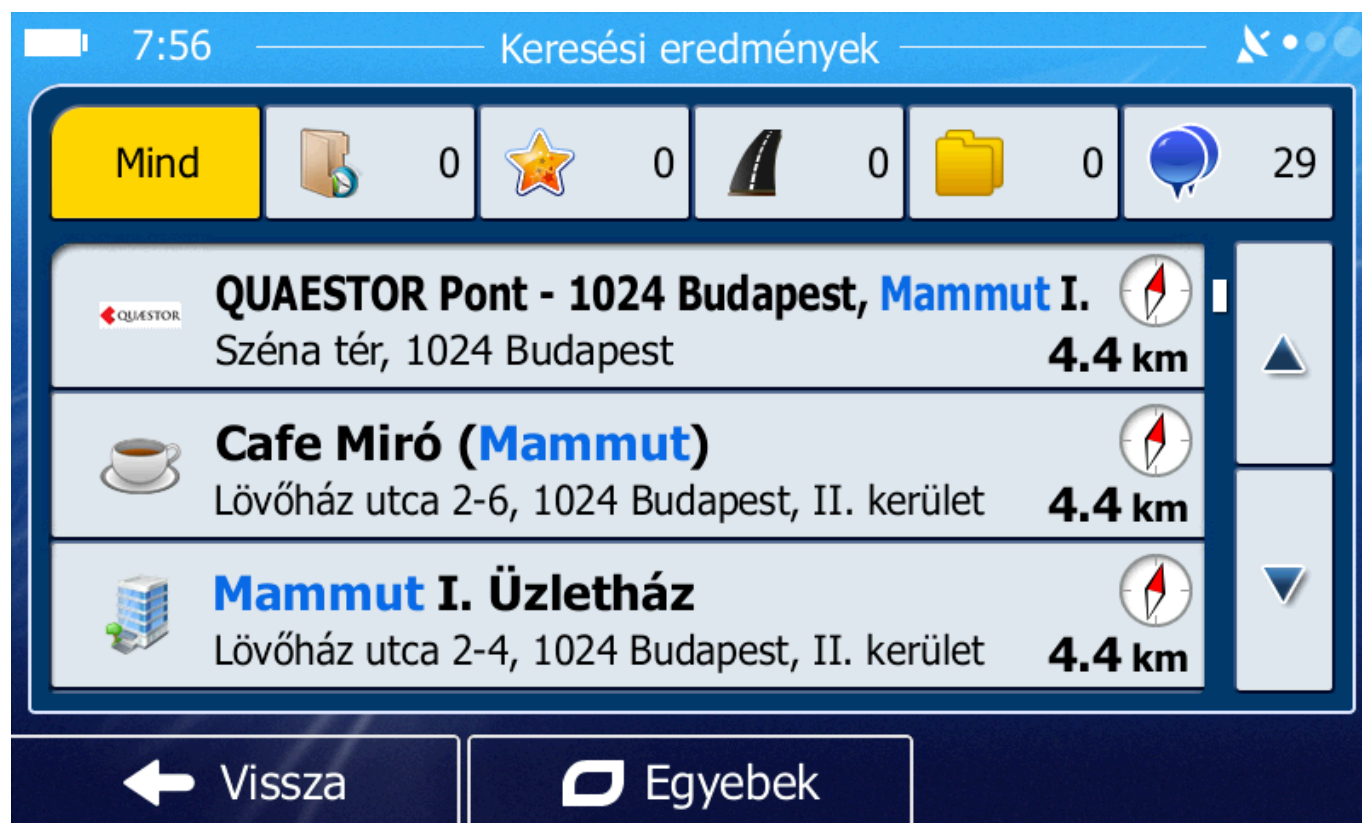 7:56 Keresési eredmények
Mind 0 0 0 0 29
QUAESTOR Pont - 1024 Budapest, Mammut I.
QUÆSTOR
Széna tér, 1024 Budapest 4.4 km
Cafe Miró (Mammut)
Lövőház utca 2-6, 1024 Budapest, II. kerület 4.4 km
Mammut I. Üzletház
Lövőház utca 2-4, 1024 Budapest, II. kerület 4.4 km
Vissza Egyebek